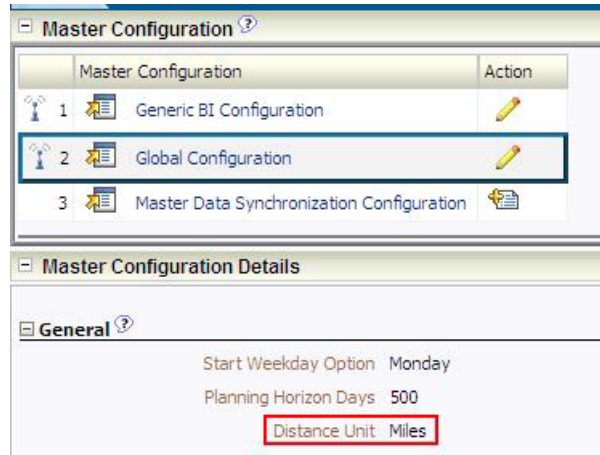 Master Configuration ?
Master Configuration Action
1 Generic BI Configuration
2 Global Configuration
3 Master Data Synchronization Configuration
Master Configuration Details
General ?
Start Weekday Option Monday
Planning Horizon Days 500
Distance Unit Miles